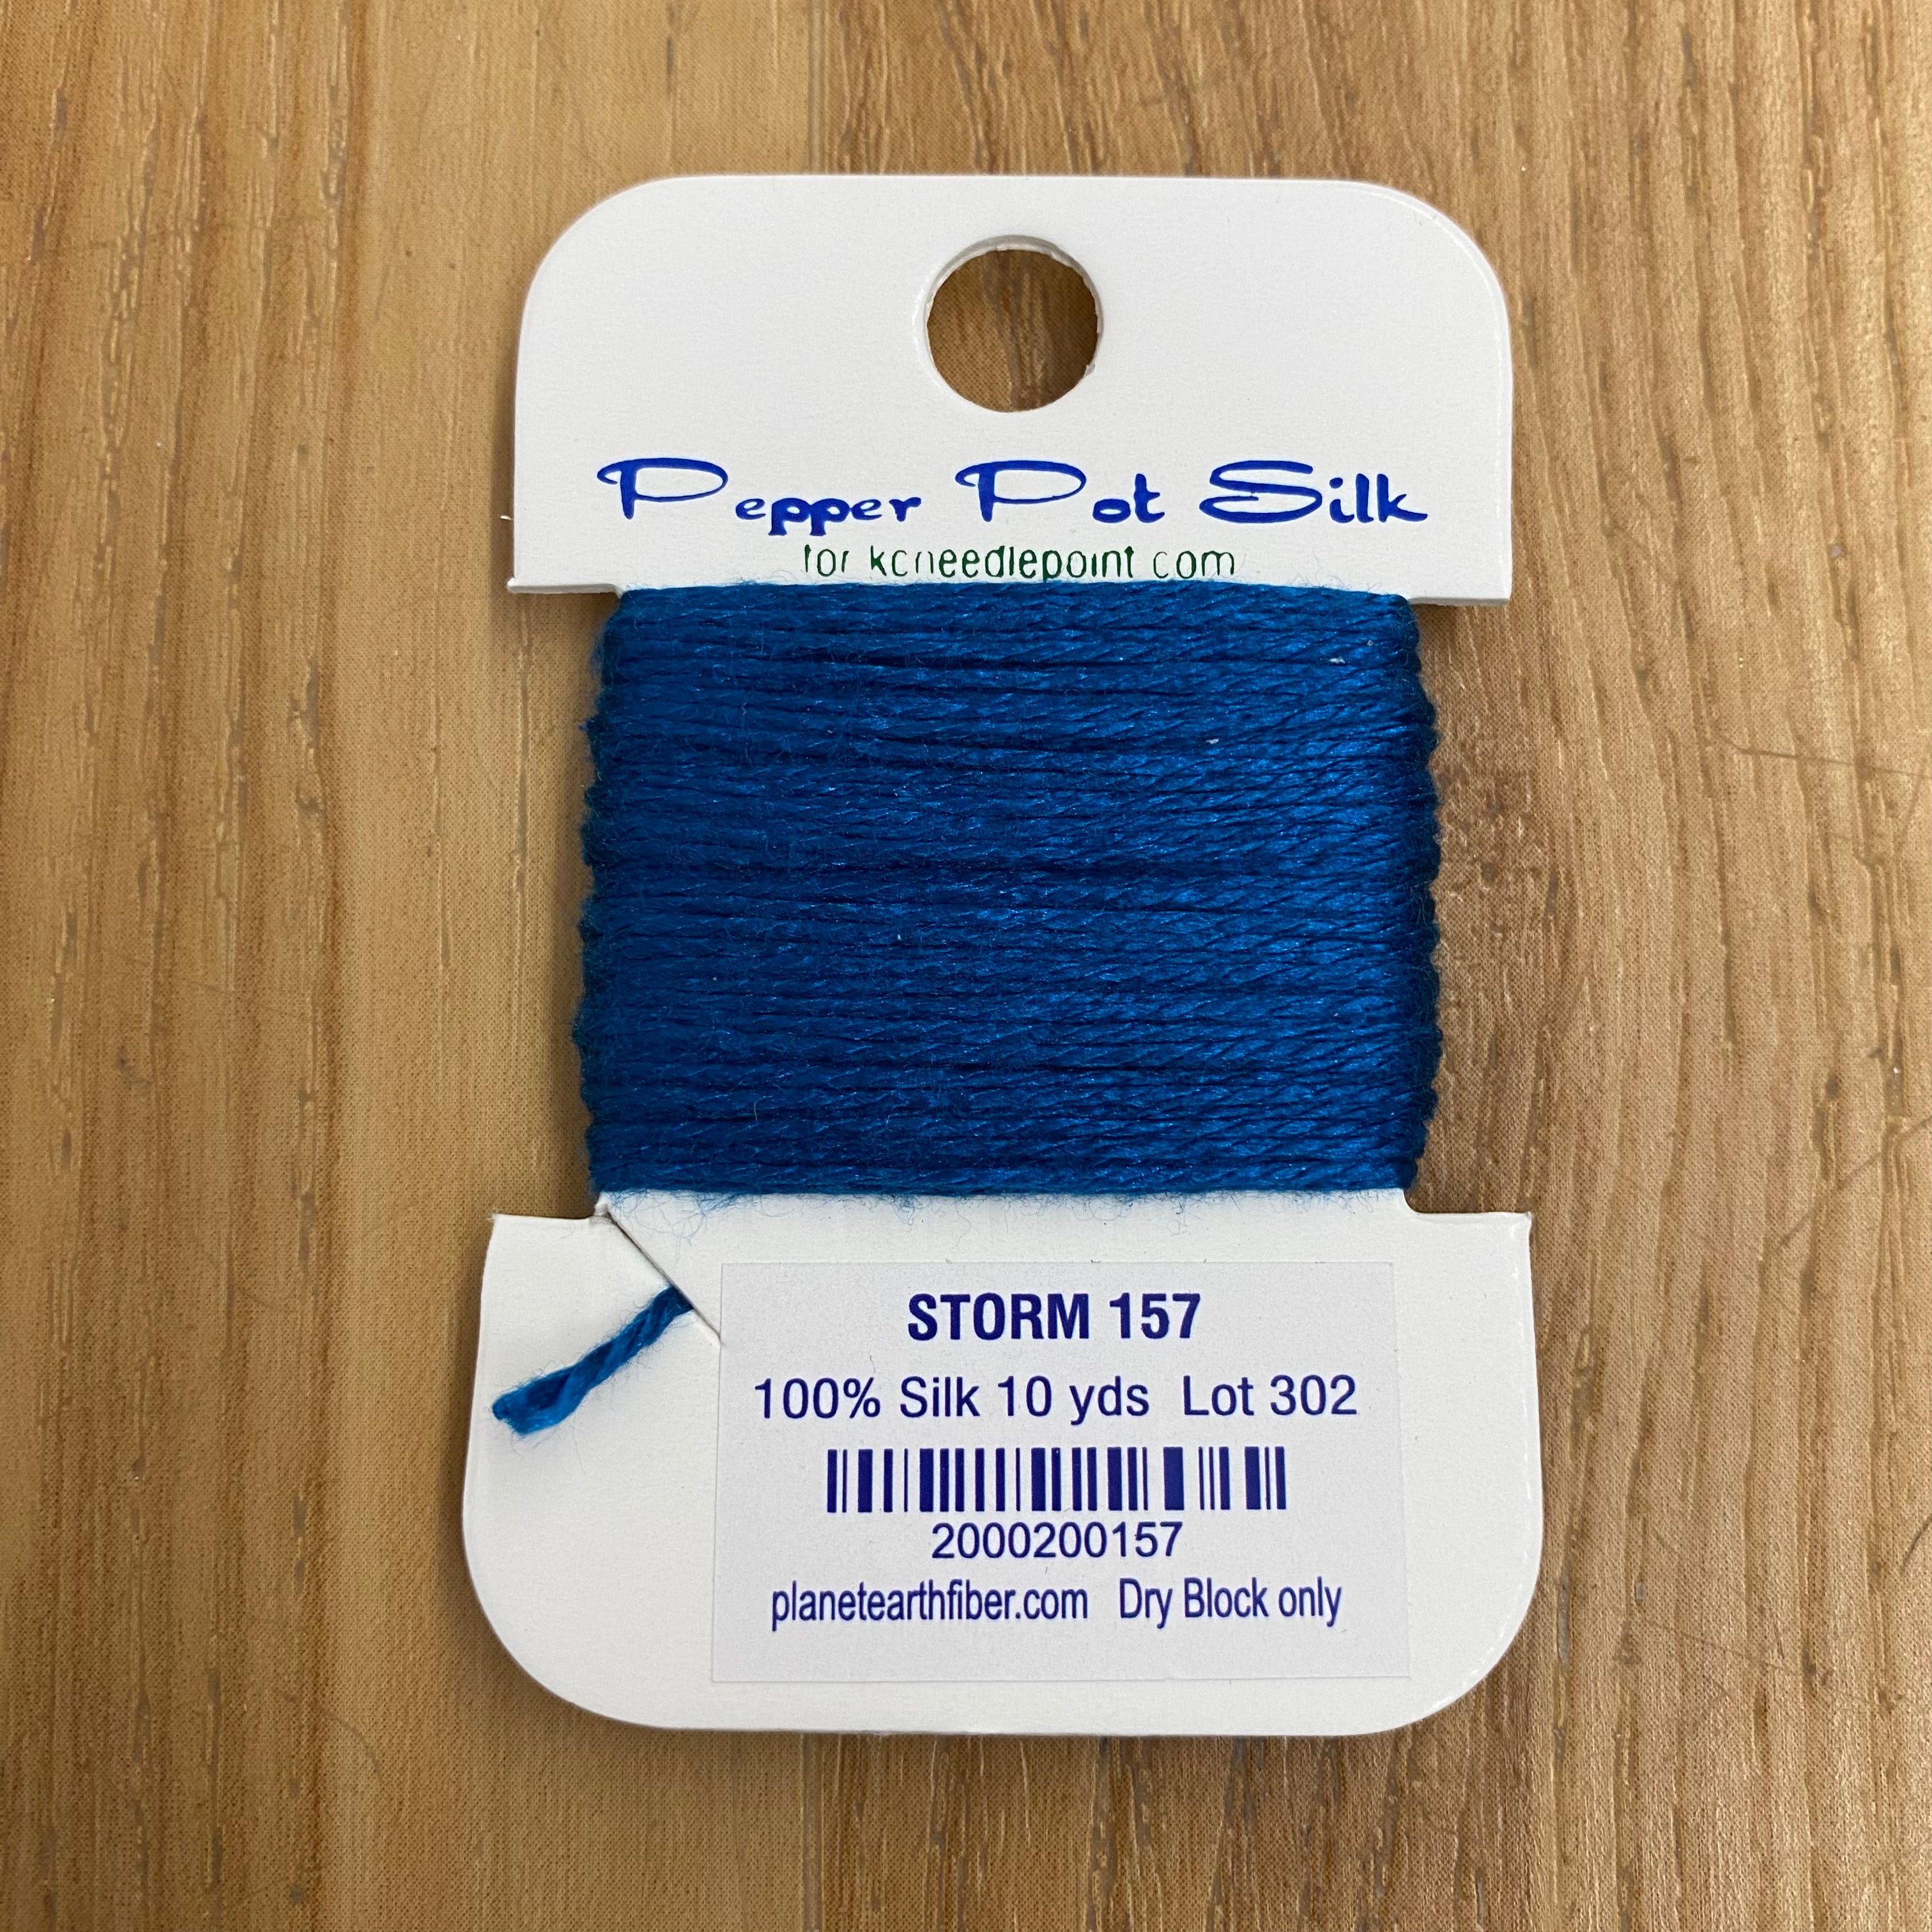 Pepper Pot Silk
for kcneedlepoint.com
STORM 157
100% Silk 10 yds Lot 302
2000200157
planetearthfiber.com Dry Block only